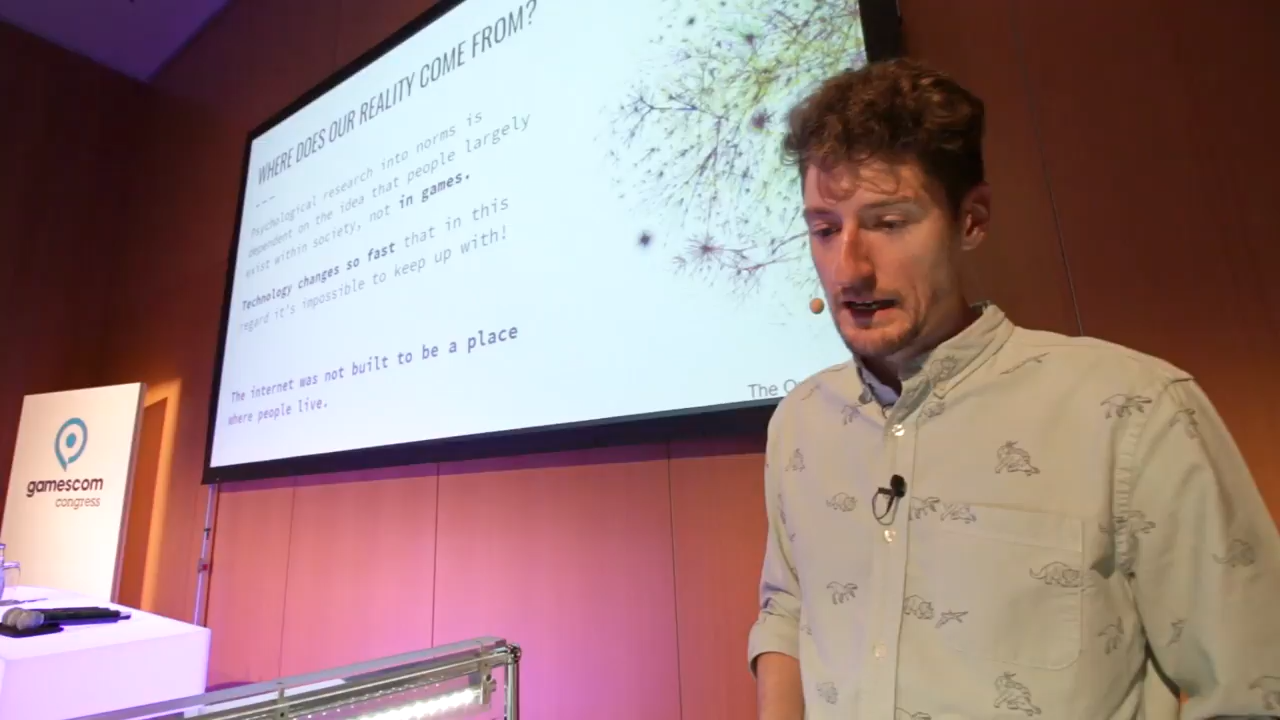 WHERE DOES OUR REALITY COME FROM?
---
Psychological research into norms is
dependent on the idea that people largely
exist within society, not in games.
Technology changes so fast that in this
regard it's impossible to keep up with!
The internet was not built to be a place
where people live.
The
gamescom
congress